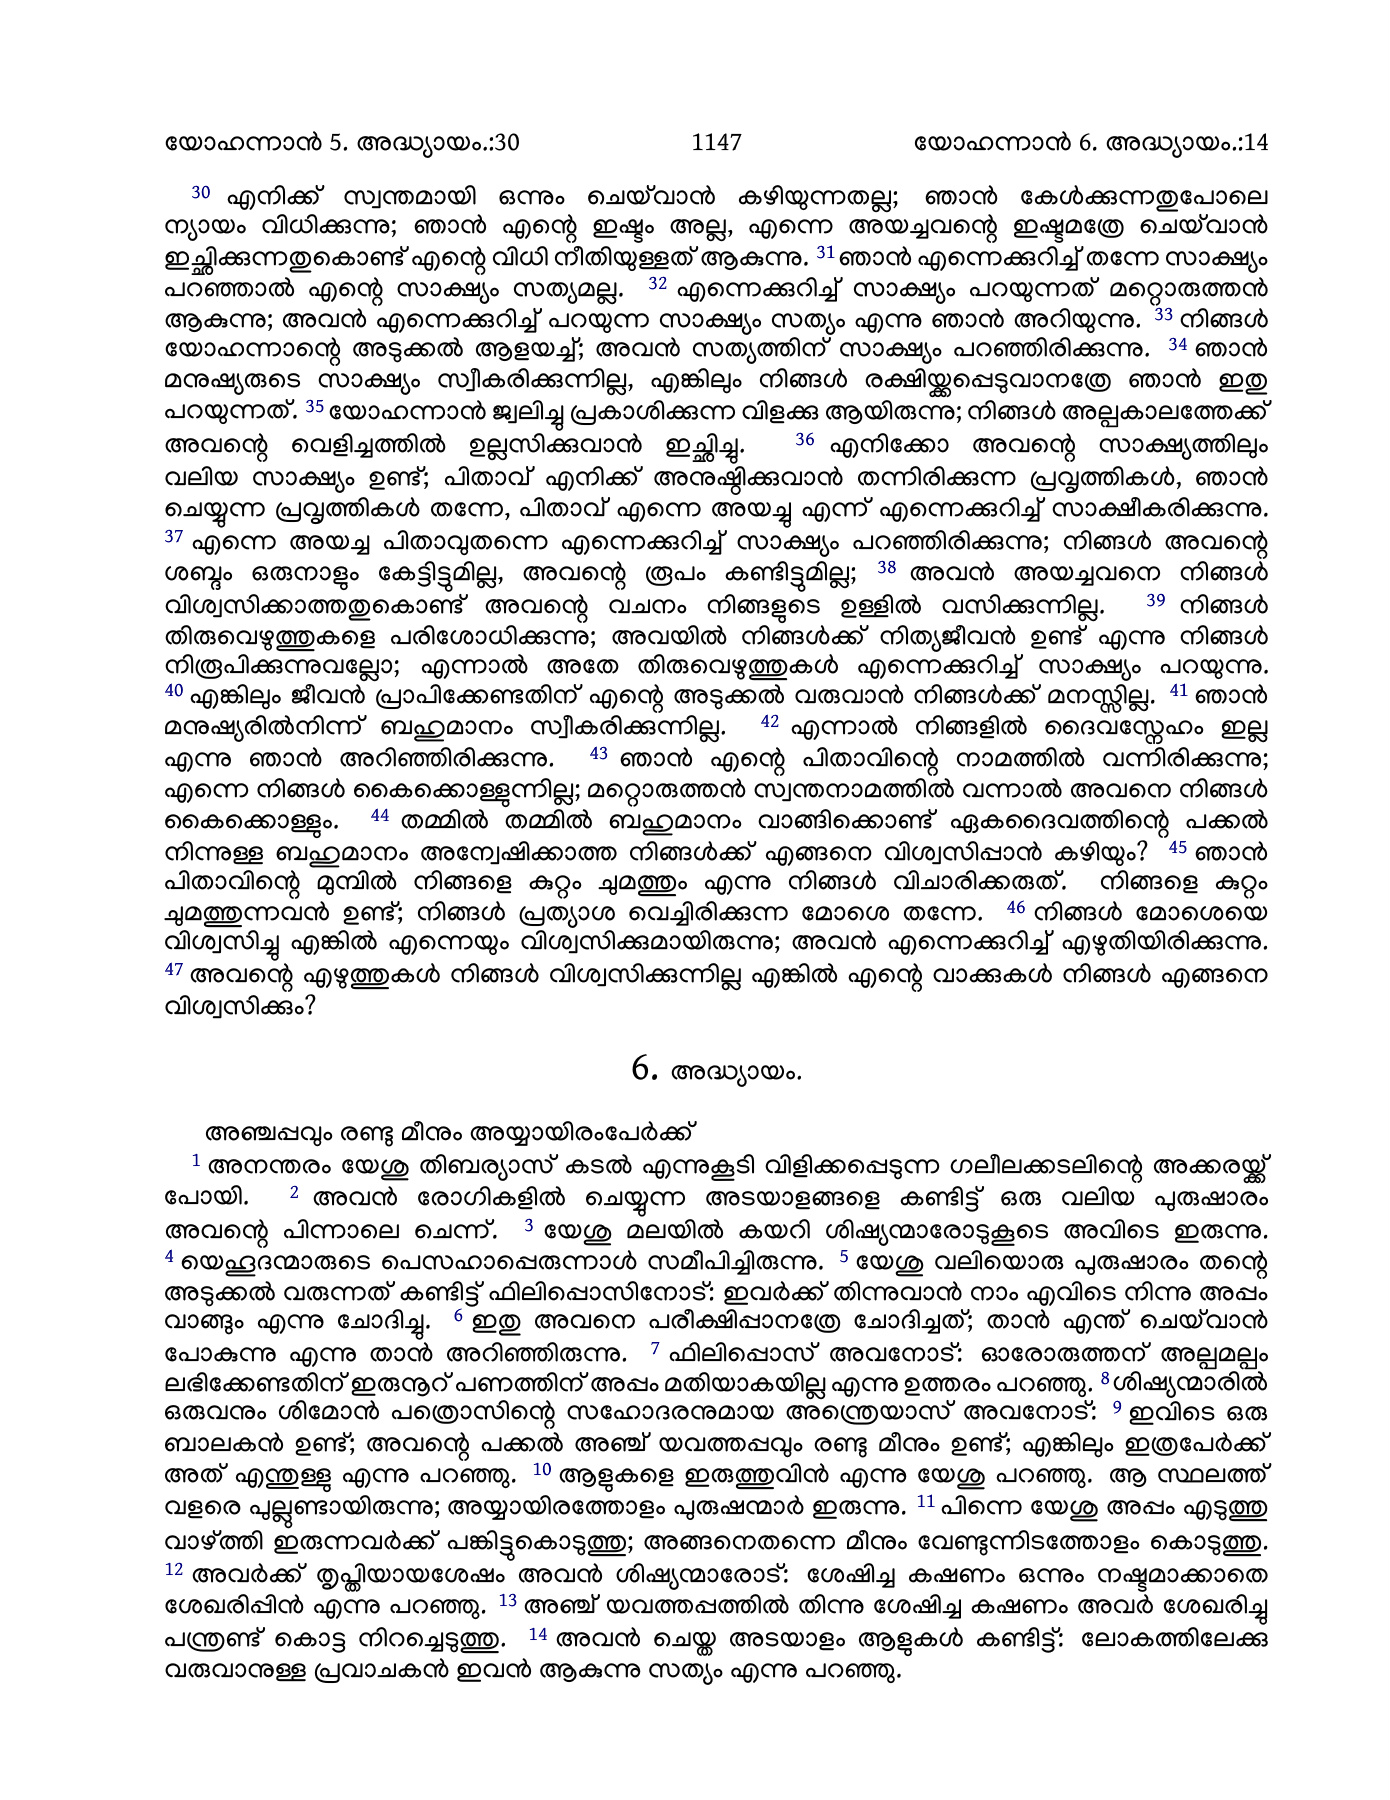 യോഹന്നാൻ 5. അദ്ധ്യായം.:30 1147 യോഹന്നാൻ 6. അദ്ധ്യായം.:14
30 എനിക്ക് സ്വന്തമായി ഒന്നും ചെയ്‌വാൻ കഴിയുന്നതല്ല; ഞാൻ കേൾക്കുന്നതുപോലെ
ന്യായം വിധിക്കുന്നു; ഞാൻ എന്റെ ഇഷ്ടം അല്ല, എന്നെ അയച്ചവന്റെ ഇഷ്ടമത്രേ ചെയ്‌വാൻ
ഇച്ഛിക്കുന്നതുകൊണ്ട് എന്റെ വിധി നീതിയുള്ളത് ആകുന്നു. 31 ഞാൻ എന്നെക്കുറിച്ച് തന്നേ സാക്ഷ്യം
പറഞ്ഞാൽ എന്റെ സാക്ഷ്യം സത്യമല്ല. 32 എന്നെക്കുറിച്ച് സാക്ഷ്യം പറയുന്നത് മറ്റൊരുത്തൻ
ആകുന്നു; അവൻ എന്നെക്കുറിച്ച് പറയുന്ന സാക്ഷ്യം സത്യം എന്നു ഞാൻ അറിയുന്നു. 33 നിങ്ങൾ
യോഹന്നാന്റെ അടുക്കൽ ആളയച്ച്; അവൻ സത്യത്തിന് സാക്ഷ്യം പറഞ്ഞിരിക്കുന്നു. 34 ഞാൻ
മനുഷ്യരുടെ സാക്ഷ്യം സ്വീകരിക്കുന്നില്ല, എങ്കിലും നിങ്ങൾ രക്ഷിയ്ക്കപ്പെടുവാനത്രേ ഞാൻ ഇതു
പറയുന്നത്. 35 യോഹന്നാൻ ജ്വലിച്ചു പ്രകാശിക്കുന്ന വിളക്കു ആയിരുന്നു; നിങ്ങൾ അല്പകാലത്തേക്ക്
അവന്റെ വെളിച്ചത്തിൽ ഉല്ലസിക്കുവാൻ ഇച്ഛിച്ചു. 36 എനിക്കോ അവന്റെ സാക്ഷ്യത്തിലും
വലിയ സാക്ഷ്യം ഉണ്ട്; പിതാവ് എനിക്ക് അനുഷ്ഠിക്കുവാൻ തന്നിരിക്കുന്ന പ്രവൃത്തികൾ, ഞാൻ
ചെയ്യുന്ന പ്രവൃത്തികൾ തന്നേ, പിതാവ് എന്നെ അയച്ചു എന്ന് എന്നെക്കുറിച്ച് സാക്ഷീകരിക്കുന്നു.
37 എന്നെ അയച്ച പിതാവുതന്നെ എന്നെക്കുറിച്ച് സാക്ഷ്യം പറഞ്ഞിരിക്കുന്നു; നിങ്ങൾ അവന്റെ
ശബ്ദം ഒരുനാളും കേട്ടിട്ടുമില്ല, അവന്റെ രൂപം കണ്ടിട്ടുമില്ല; 38 അവൻ അയച്ചവനെ നിങ്ങൾ
വിശ്വസിക്കാത്തതുകൊണ്ട് അവന്റെ വചനം നിങ്ങളുടെ ഉള്ളിൽ വസിക്കുന്നില്ല. 39 നിങ്ങൾ
തിരുവെഴുത്തുകളെ പരിശോധിക്കുന്നു; അവയിൽ നിങ്ങൾക്ക് നിത്യജീവൻ ഉണ്ട് എന്നു നിങ്ങൾ
നിരൂപിക്കുന്നുവല്ലോ; എന്നാൽ അതേ തിരുവെഴുത്തുകൾ എന്നെക്കുറിച്ച് സാക്ഷ്യം പറയുന്നു.
40 എങ്കിലും ജീവൻ പ്രാപിക്കേണ്ടതിന് എന്റെ അടുക്കൽ വരുവാൻ നിങ്ങൾക്ക് മനസ്സില്ല. 41 ഞാൻ
മനുഷ്യരിൽനിന്ന് ബഹുമാനം സ്വീകരിക്കുന്നില്ല. 42 എന്നാൽ നിങ്ങളിൽ ദൈവസ്നേഹം ഇല്ല
എന്നു ഞാൻ അറിഞ്ഞിരിക്കുന്നു. 43 ഞാൻ എന്റെ പിതാവിന്റെ നാമത്തിൽ വന്നിരിക്കുന്നു;
എന്നെ നിങ്ങൾ കൈക്കൊള്ളുന്നില്ല; മറ്റൊരുത്തൻ സ്വന്തനാമത്തിൽ വന്നാൽ അവനെ നിങ്ങൾ
കൈക്കൊള്ളും. 44 തമ്മിൽ തമ്മിൽ ബഹുമാനം വാങ്ങിക്കൊണ്ട് ഏകദൈവത്തിന്റെ പക്കൽ
നിന്നുള്ള ബഹുമാനം അന്വേഷിക്കാത്ത നിങ്ങൾക്ക് എങ്ങനെ വിശ്വസിപ്പാൻ കഴിയും? 45 ഞാൻ
പിതാവിന്റെ മുമ്പിൽ നിങ്ങളെ കുറ്റം ചുമത്തും എന്നു നിങ്ങൾ വിചാരിക്കരുത്. നിങ്ങളെ കുറ്റം
ചുമത്തുന്നവൻ ഉണ്ട്; നിങ്ങൾ പ്രത്യാശ വെച്ചിരിക്കുന്ന മോശെ തന്നേ. 46 നിങ്ങൾ മോശെയെ
വിശ്വസിച്ചു എങ്കിൽ എന്നെയും വിശ്വസിക്കുമായിരുന്നു; അവൻ എന്നെക്കുറിച്ച് എഴുതിയിരിക്കുന്നു.
47 അവന്റെ എഴുത്തുകൾ നിങ്ങൾ വിശ്വസിക്കുന്നില്ല എങ്കിൽ എന്റെ വാക്കുകൾ നിങ്ങൾ എങ്ങനെ
വിശ്വസിക്കും?
6. അദ്ധ്യായം.
അഞ്ചപ്പവും രണ്ടു മീനും അയ്യായിരംപേർക്ക്
1 അനന്തരം യേശു തിബര്യാസ് കടൽ എന്നുകൂടി വിളിക്കപ്പെടുന്ന ഗലീലക്കടലിന്റെ അക്കരയ്ക്ക്
പോയി. 2 അവൻ രോഗികളിൽ ചെയ്യുന്ന അടയാളങ്ങളെ കണ്ടിട്ട് ഒരു വലിയ പുരുഷാരം
അവന്റെ പിന്നാലെ ചെന്ന്. 3 യേശു മലയിൽ കയറി ശിഷ്യന്മാരോടുകൂടെ അവിടെ ഇരുന്നു.
4 യെഹൂദന്മാരുടെ പെസഹാപ്പെരുന്നാൾ സമീപിച്ചിരുന്നു. 5 യേശു വലിയൊരു പുരുഷാരം തന്റെ
അടുക്കൽ വരുന്നത് കണ്ടിട്ട് ഫിലിപ്പൊസിനോട്: ഇവർക്ക് തിന്നുവാൻ നാം എവിടെ നിന്നു അപ്പം
വാങ്ങും എന്നു ചോദിച്ചു. 6 ഇതു അവനെ പരീക്ഷിപ്പാനത്രേ ചോദിച്ചത്; താൻ എന്ത് ചെയ്‌വാൻ
പോകുന്നു എന്നു താൻ അറിഞ്ഞിരുന്നു. 7 ഫിലിപ്പൊസ് അവനോട്: ഓരോരുത്തന് അല്പമല്പം
ലഭിക്കേണ്ടതിന് ഇരുനൂറ് പണത്തിന് അപ്പം മതിയാകയില്ല എന്നു ഉത്തരം പറഞ്ഞു. 8 ശിഷ്യന്മാരിൽ
ഒരുവനും ശിമോൻ പത്രൊസിന്റെ സഹോദരനുമായ അന്ത്രെയാസ് അവനോട്: 9 ഇവിടെ ഒരു
ബാലകൻ ഉണ്ട്; അവന്റെ പക്കൽ അഞ്ച് യവത്തപ്പവും രണ്ടു മീനും ഉണ്ട്; എങ്കിലും ഇത്രപേർക്ക്
അത് എന്തുള്ളു എന്നു പറഞ്ഞു. 10 ആളുകളെ ഇരുത്തുവിൻ എന്നു യേശു പറഞ്ഞു. ആ സ്ഥലത്ത്
വളരെ പുല്ലുണ്ടായിരുന്നു; അയ്യായിരത്തോളം പുരുഷന്മാർ ഇരുന്നു. 11 പിന്നെ യേശു അപ്പം എടുത്തു
വാഴ്ത്തി ഇരുന്നവർക്ക് പങ്കിട്ടുകൊടുത്തു; അങ്ങനെതന്നെ മീനും വേണ്ടുന്നിടത്തോളം കൊടുത്തു.
12 അവർക്ക് തൃപ്തിയായശേഷം അവൻ ശിഷ്യന്മാരോട്: ശേഷിച്ച കഷണം ഒന്നും നഷ്ടമാക്കാതെ
ശേഖരിപ്പിൻ എന്നു പറഞ്ഞു. 13 അഞ്ച് യവത്തപ്പത്തിൽ തിന്നു ശേഷിച്ച കഷണം അവർ ശേഖരിച്ചു
പന്ത്രണ്ട് കൊട്ട നിറച്ചെടുത്തു. 14 അവൻ ചെയ്ത അടയാളം ആളുകൾ കണ്ടിട്ട്: ലോകത്തിലേക്കു
വരുവാനുള്ള പ്രവാചകൻ ഇവൻ ആകുന്നു സത്യം എന്നു പറഞ്ഞു.